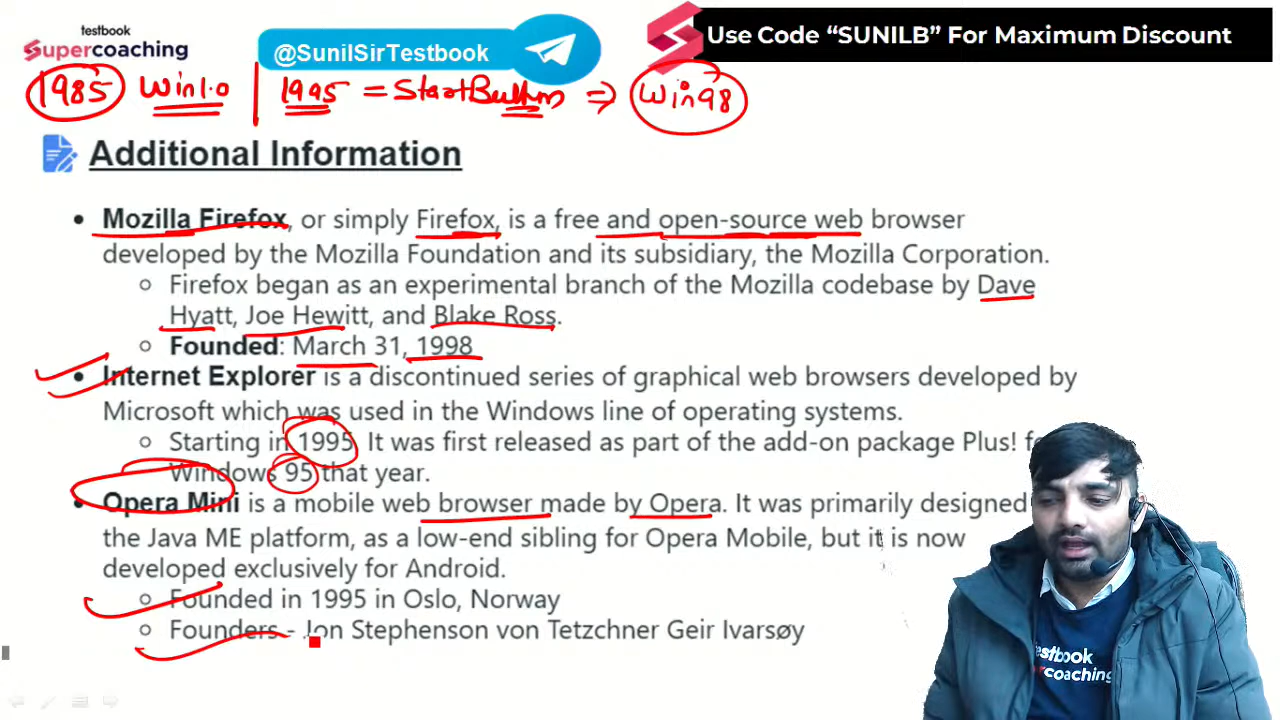 testbook
Supercoaching
@SunilSirTestbook
Use Code “SUNILB” For Maximum Discount
1985 Win1.0 | 1995 = Start Button ⇒ Win98
Additional Information
• Mozilla Firefox, or simply Firefox, is a free and open-source web browser
developed by the Mozilla Foundation and its subsidiary, the Mozilla Corporation.
○ Firefox began as an experimental branch of the Mozilla codebase by Dave
Hyatt, Joe Hewitt, and Blake Ross.
○ Founded: March 31, 1998
• Internet Explorer is a discontinued series of graphical web browsers developed by
Microsoft which was used in the Windows line of operating systems.
○ Starting in 1995, It was first released as part of the add-on package Plus!
Windows 95 that year.
• Opera Mini is a mobile web browser made by Opera. It was primarily designed
the Java ME platform, as a low-end sibling for Opera Mobile, but it is now
developed exclusively for Android.
○ Founded in 1995 in Oslo, Norway
○ Founders - Jon Stephenson von Tetzchner Geir Ivarsøy
testbook
coaching